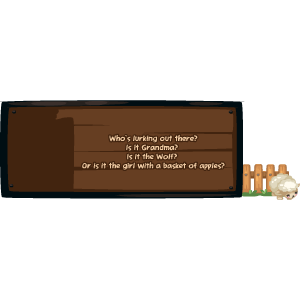 Who's lurking out there?
Is it Grandma?
Is it the Wolf?
Or is it the girl with a basket of apples?